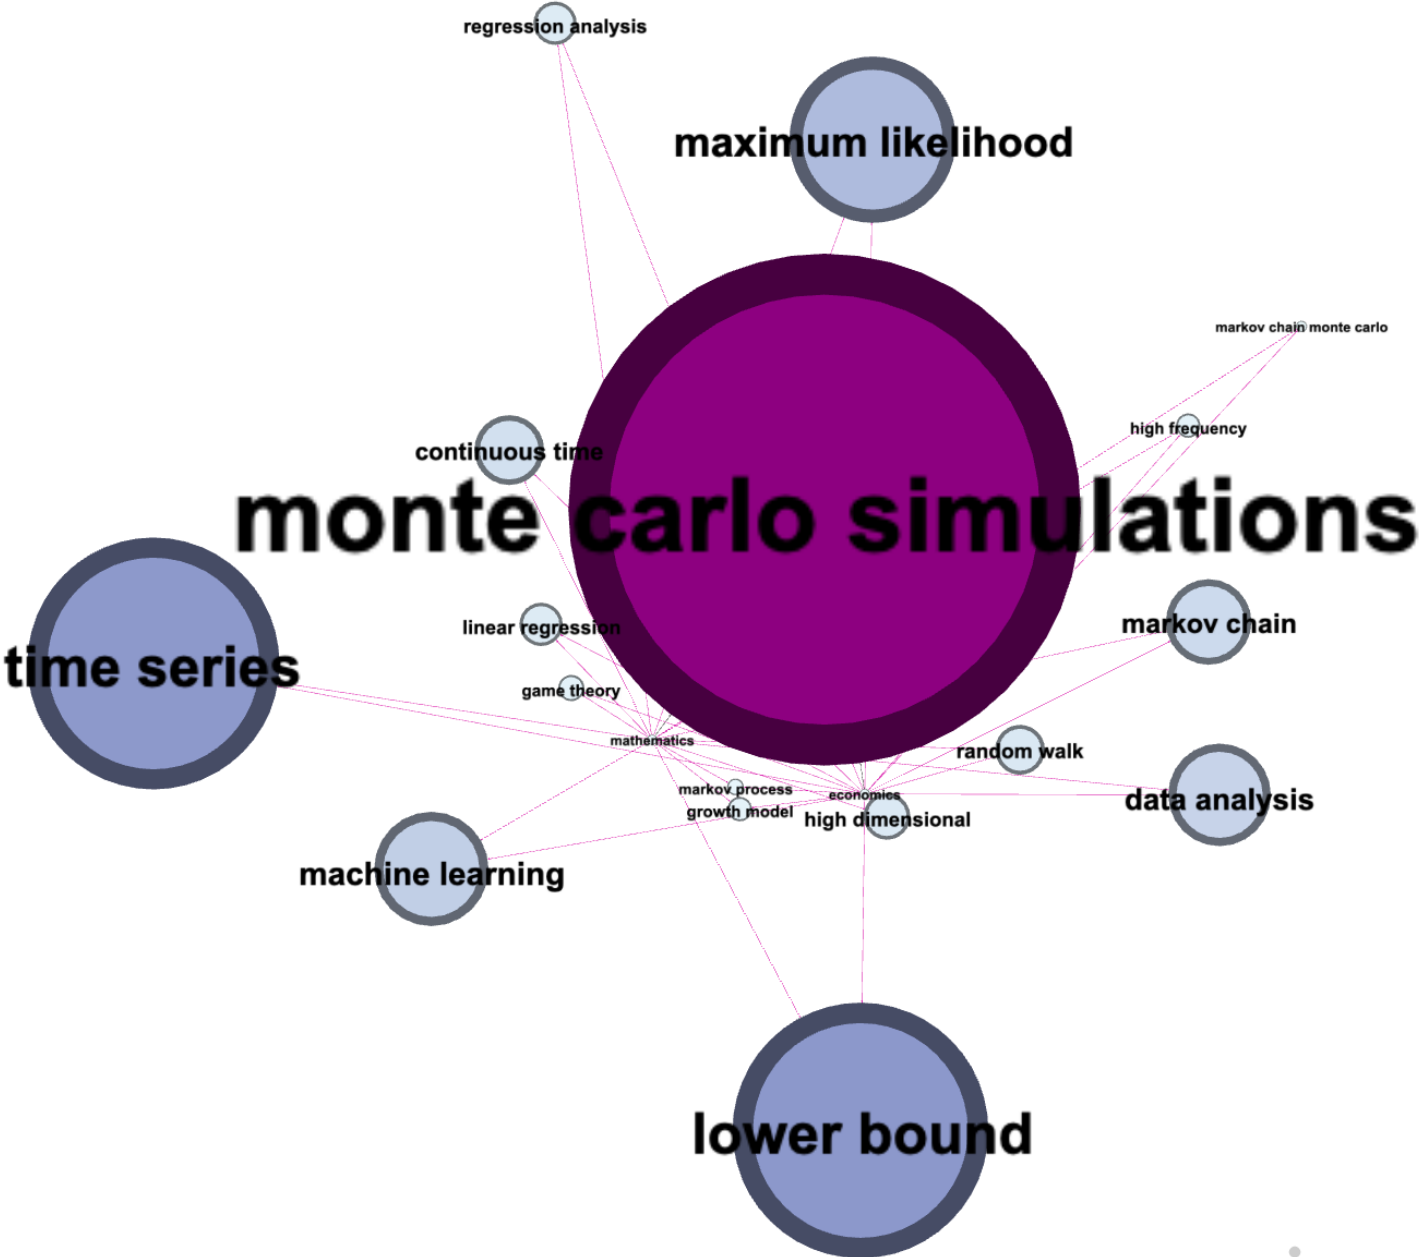 regression analysis
maximum likelihood
markov chain monte carlo
high frequency
continuous time
monte carlo simulations
markov chain
linear regression
time series
game theory
mathematics
random walk
markov process
economics
data analysis
growth model
high dimensional
machine learning
lower bound